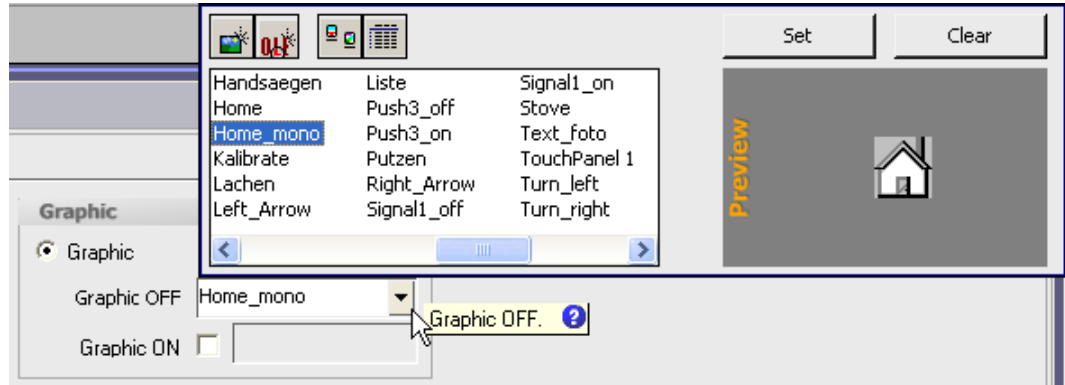 OFF
Set
Clear
Handsaegen Liste Signal1_on
Home Push3_off Stove
Home_mono Push3_on Text_foto
Kalibrate Putzen TouchPanel 1
Lachen Right_Arrow Turn_left
Left_Arrow Signal1_off Turn_right
Preview
Graphic
Graphic
Graphic OFF Home_mono
Graphic OFF. ?
Graphic ON